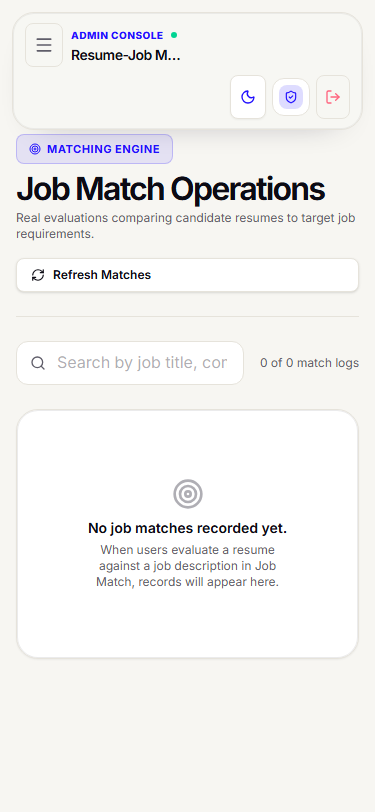 ADMIN CONSOLE
Resume-Job M...
MATCHING ENGINE
Job Match Operations
Real evaluations comparing candidate resumes to target job
requirements.
Refresh Matches
Search by job title, cor
0 of 0 match logs
No job matches recorded yet.
When users evaluate a resume
against a job description in Job
Match, records will appear here.